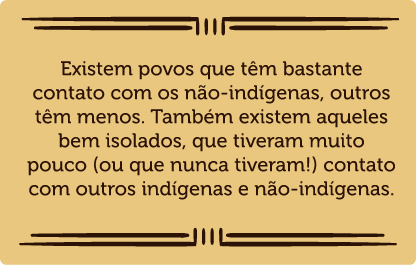 Existem povos que têm bastante
contato com os não-indígenas, outros
têm menos. Também existem aqueles
bem isolados, que tiveram muito
pouco (ou que nunca tiveram!) contato
com outros indígenas e não-indígenas.